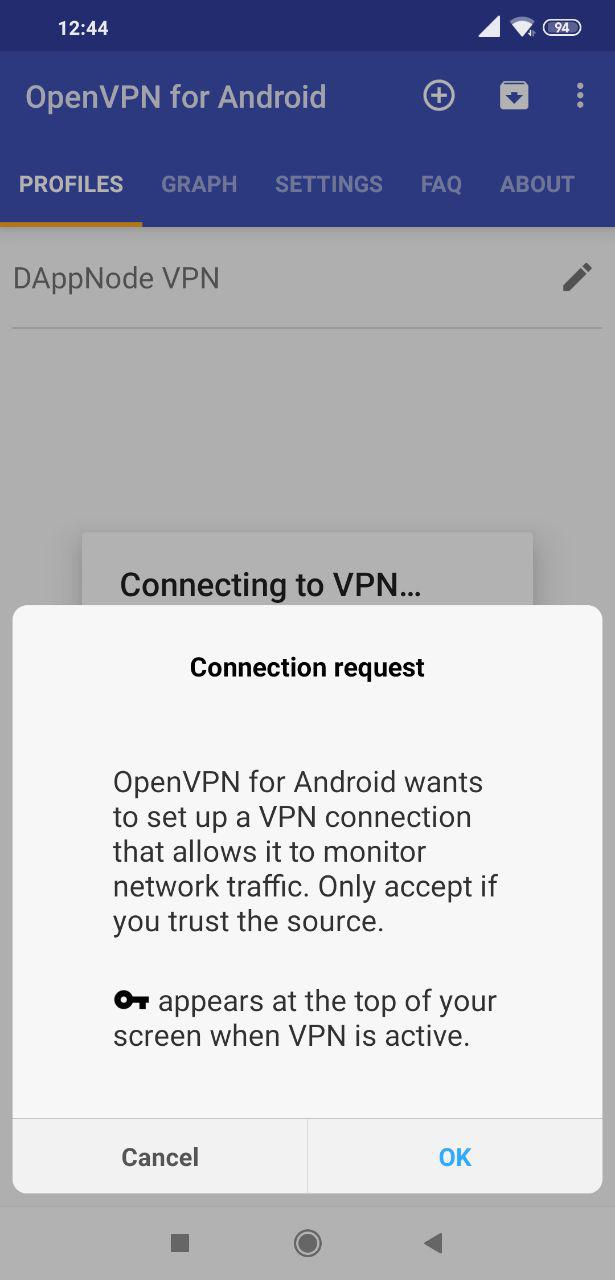 12:44
94
OpenVPN for Android
PROFILES GRAPH SETTINGS FAQ ABOUT
DAppNode VPN
Connecting to VPN...
Connection request
OpenVPN for Android wants
to set up a VPN connection
that allows it to monitor
network traffic. Only accept if
you trust the source.
appears at the top of your
screen when VPN is active.
Cancel OK